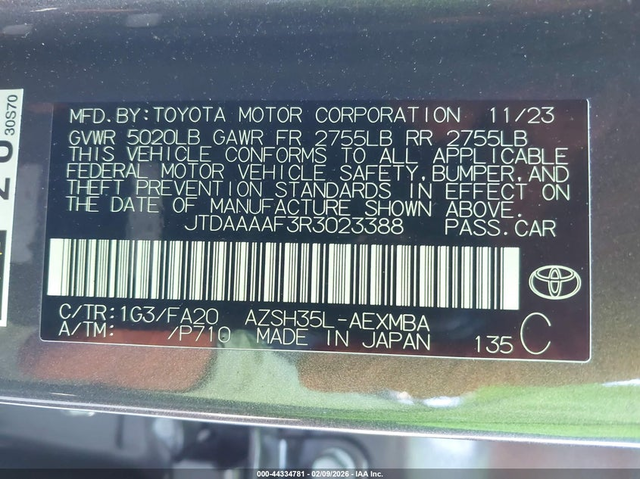 30S70
MFD.BY:TOYOTA MOTOR CORPORATION 11/23
GVWR 5020LB GAWR FR 2755LB RR 2755LB
THIS VEHICLE CONFORMS TO ALL APPLICABLE
FEDERAL MOTOR VEHICLE SAFETY,BUMPER,AND
THEFT PREVENTION STANDARDS IN EFFECT ON
THE DATE OF MANUFACTURE SHOWN ABOVE.
JTDAAAAF3R3023388 PASS.CAR
C/TR:1G3/FA20 AZSH35L-AEXMBA
A/TM: /P710 MADE IN JAPAN 135 C
000-44334781 - 02/09/2026 - IAA Inc.